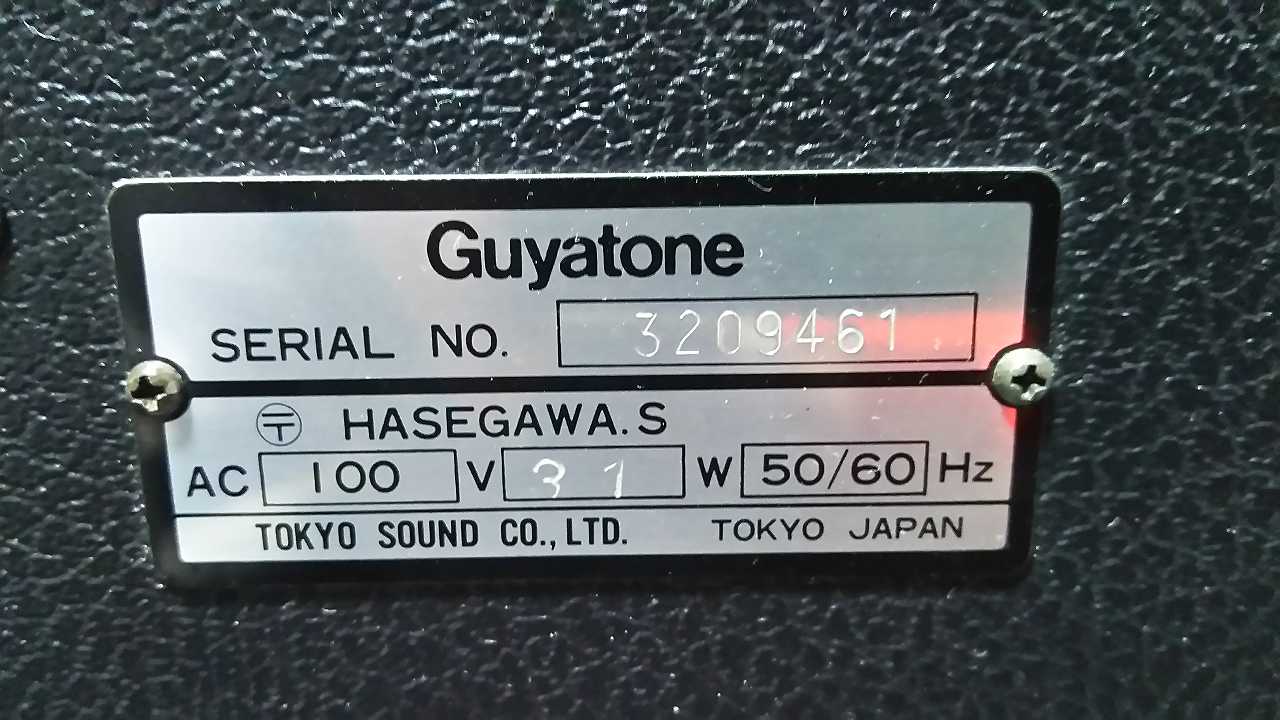 Guyatone
SERIAL NO. 3209461
〒 HASEGAWA.S
AC 100 V 31 W 50/60 Hz
TOKYO SOUND CO., LTD. TOKYO JAPAN